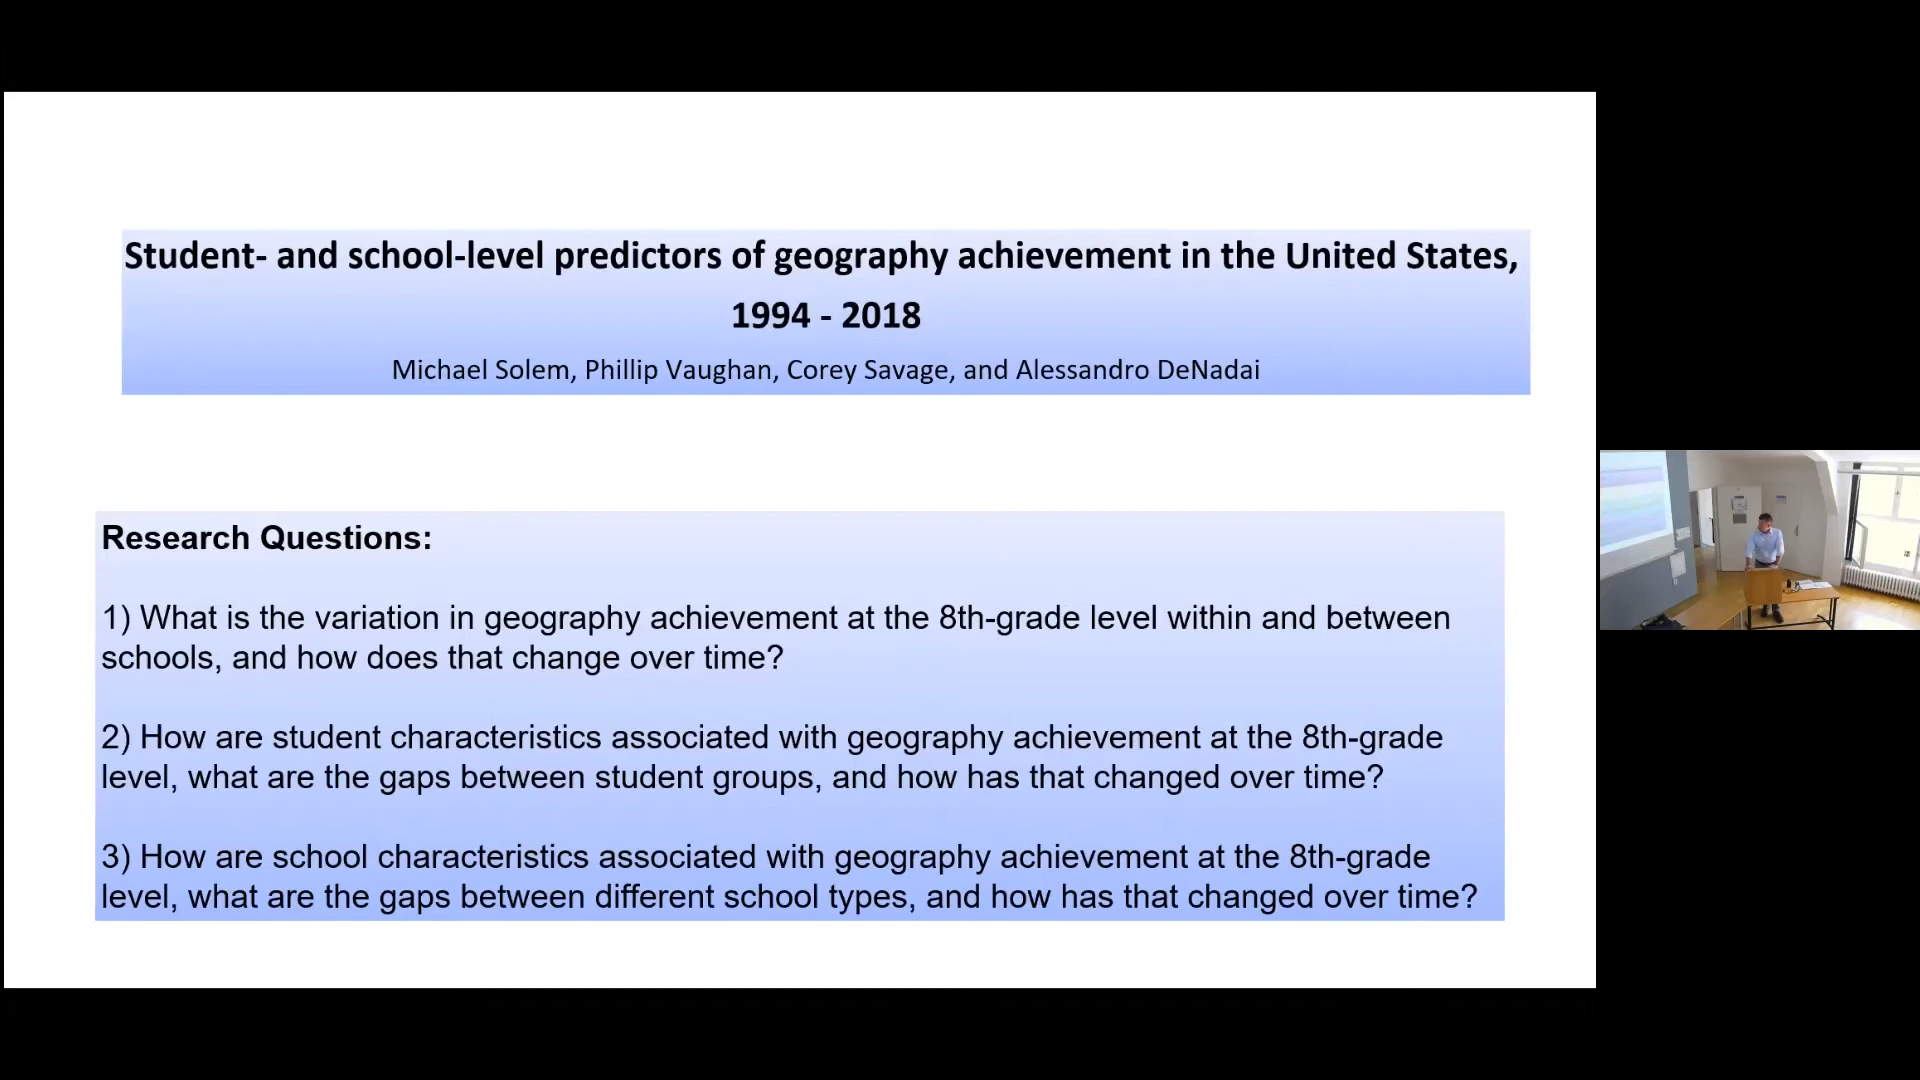 Student- and school-level predictors of geography achievement in the United States,
1994 - 2018
Michael Solem, Phillip Vaughan, Corey Savage, and Alessandro DeNadai
Research Questions:
1) What is the variation in geography achievement at the 8th-grade level within and between
schools, and how does that change over time?
2) How are student characteristics associated with geography achievement at the 8th-grade
level, what are the gaps between student groups, and how has that changed over time?
3) How are school characteristics associated with geography achievement at the 8th-grade
level, what are the gaps between different school types, and how has that changed over time?